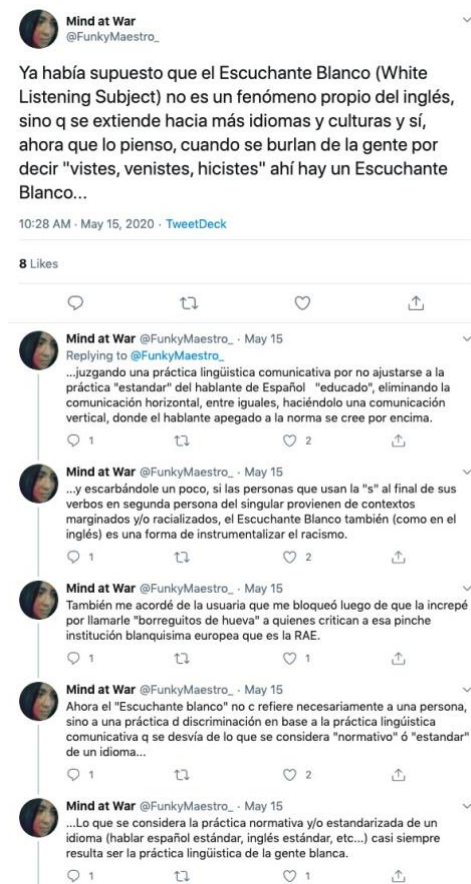 Mind at War
@FunkyMaestro_
Ya había supuesto que el Escuchante Blanco (White
Listening Subject) no es un fenómeno propio del inglés,
sino q se extiende hacia más idiomas y culturas y sí,
ahora que lo pienso, cuando se burlan de la gente por
decir "vistes, venistes, hicistes" ahí hay un Escuchante
Blanco...
10:28 AM · May 15, 2020 · TweetDeck
8 Likes
Mind at War @FunkyMaestro_ · May 15
Replying to @FunkyMaestro_
...juzgando una práctica lingüistica comunicativa por no ajustarse a la
práctica "estandar" del hablante de Español "educado", eliminando la
comunicación horizontal, entre iguales, haciéndolo una comunicación
vertical, donde el hablante apegado a la norma se cree por encima.
1 2
Mind at War @FunkyMaestro_ · May 15
...y escarbándole un poco, si las personas que usan la "s" al final de sus
verbos en segunda persona del singular provienen de contextos
marginados y/o racializados, el Escuchante Blanco también (como en el
inglés) es una forma de instrumentalizar el racismo.
1 2
Mind at War @FunkyMaestro_ · May 15
También me acordé de la usuaria que me bloqueó luego de que la increpé
por llamarle "borreguitos de hueva" a quienes critican a esa pinche
institución blanquisima europea que es la RAE.
1 1
Mind at War @FunkyMaestro_ · May 15
Ahora el "Escuchante blanco" no c refiere necesariamente a una persona,
sino a una práctica d discriminación en base a la práctica lingúistica
comunicativa q se desvía de lo que se considera "normativo" ó "estandar"
de un idioma...
1 2
Mind at War @FunkyMaestro_ · May 15
...Lo que se considera la práctica normativa y/o estandarizada de un
idioma (hablar español estándar, inglés estándar, etc...) casi siempre
resulta ser la práctica lingüistica de la gente blanca.
1 1